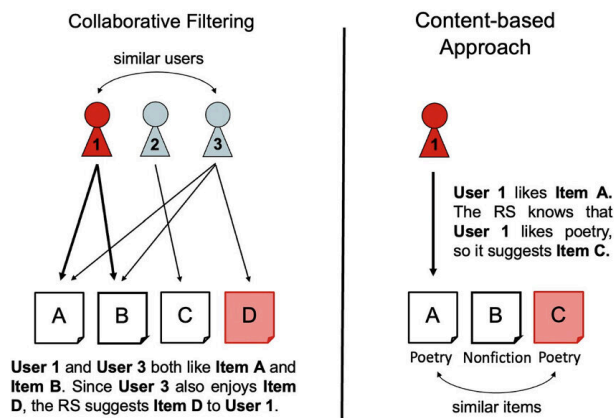 Collaborative Filtering
similar users
1
2
3
A
B
C
D
User 1 and User 3 both like Item A and
Item B. Since User 3 also enjoys Item
D, the RS suggests Item D to User 1.
Content-based
Approach
1
User 1 likes Item A.
The RS knows that
User 1 likes poetry,
so it suggests Item C.
A
B
C
Poetry
Nonfiction
Poetry
similar items